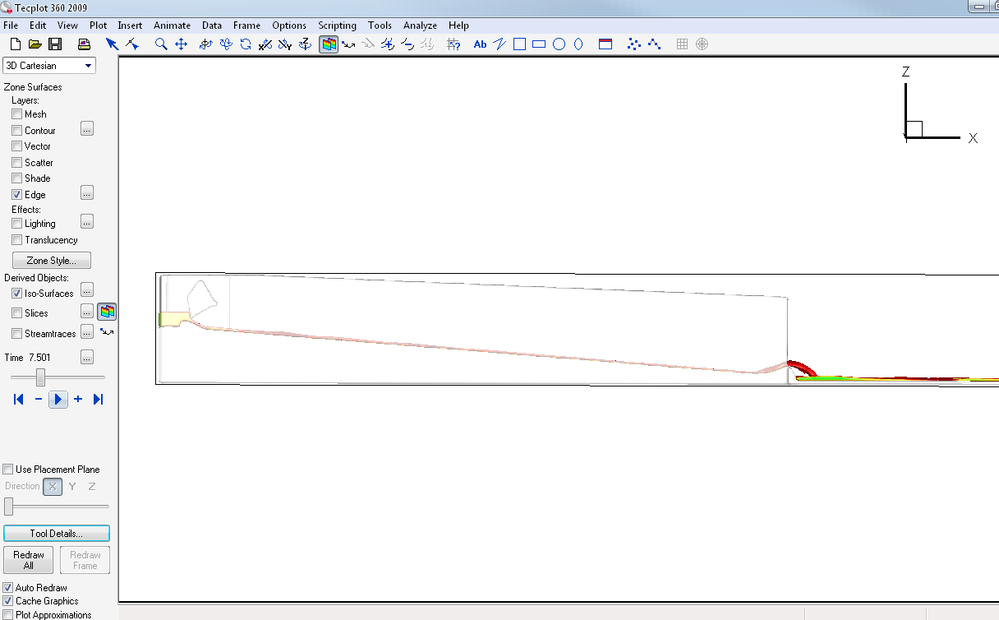 Tecplot 360 2009
File Edit View Plot Insert Animate Data Frame Options Scripting Tools Analyze Help
Ab
3D Cartesian
Zone Surfaces
Layers:
Mesh
Contour ...
Vector
Scatter
Shade
Edge ...
Effects:
Lighting ...
Translucency
Zone Style...
Derived Objects:
Iso-Surfaces ...
Slices ...
Streamtraces ...
Time 7.501 ...
Use Placement Plane
Direction X Y Z
Tool Details...
Redraw All
Redraw Frame
Auto Redraw
Cache Graphics
Plot Approximations
Z
X